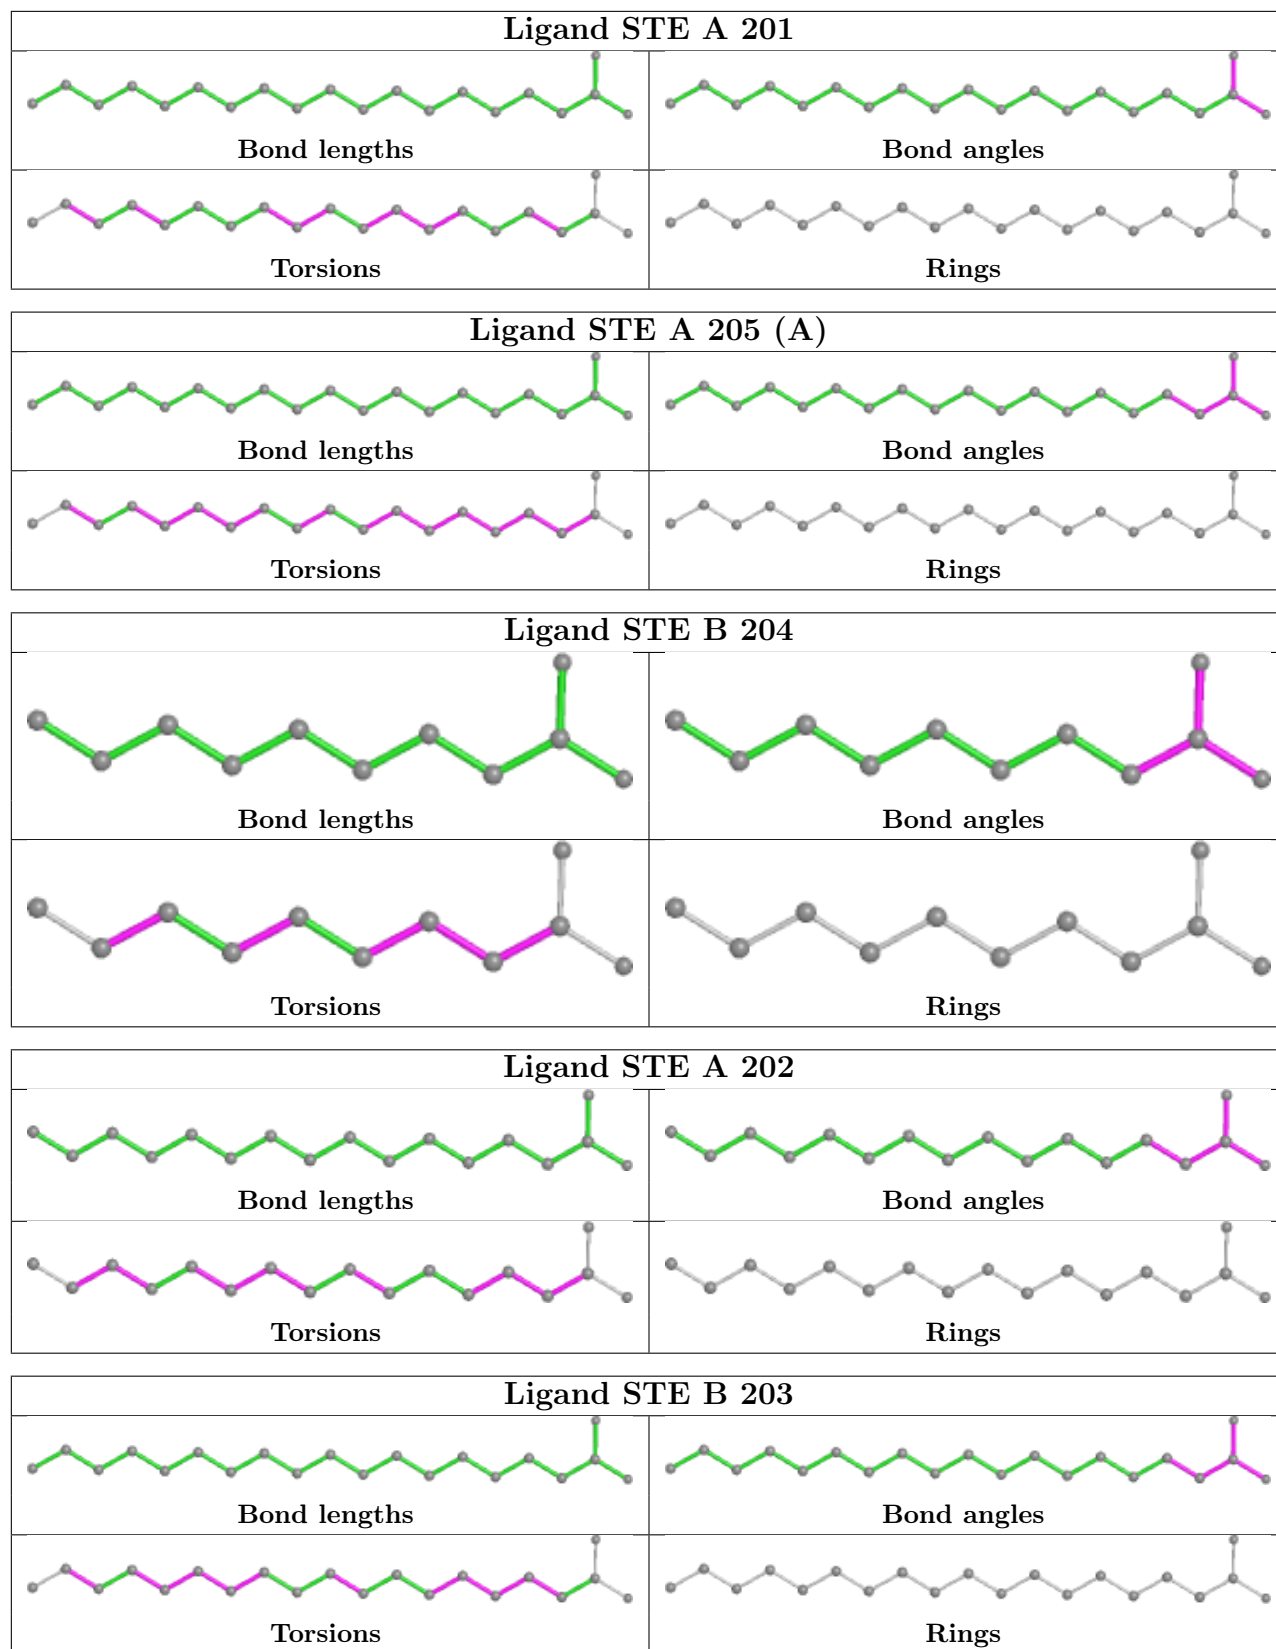 Ligand STE A 201
Bond lengths Bond angles
Torsions Rings
Ligand STE A 205 (A)
Bond lengths Bond angles
Torsions Rings
Ligand STE B 204
Bond lengths Bond angles
Torsions Rings
Ligand STE A 202
Bond lengths Bond angles
Torsions Rings
Ligand STE B 203
Bond lengths Bond angles
Torsions Rings